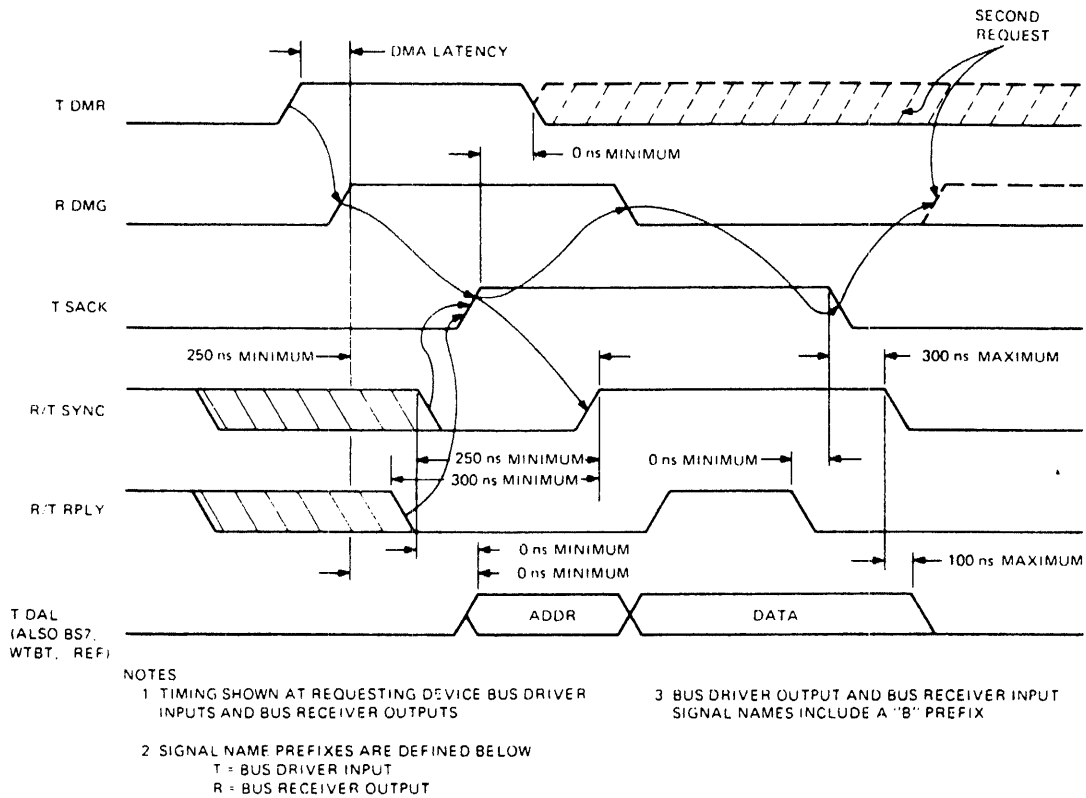 SECOND
REQUEST
DMA LATENCY
T DMR
0 ns MINIMUM
R DMG
T SACK
250 ns MINIMUM
300 ns MAXIMUM
R/T SYNC
250 ns MINIMUM
0 ns MINIMUM
300 ns MINIMUM
R/T RPLY
0 ns MINIMUM
100 ns MAXIMUM
0 ns MINIMUM
T DAL
(ALSO BS7,
WTBT, REF)
ADDR
DATA
NOTES
1 TIMING SHOWN AT REQUESTING DEVICE BUS DRIVER
INPUTS AND BUS RECEIVER OUTPUTS
2 SIGNAL NAME PREFIXES ARE DEFINED BELOW
T = BUS DRIVER INPUT
R = BUS RECEIVER OUTPUT
3 BUS DRIVER OUTPUT AND BUS RECEIVER INPUT
SIGNAL NAMES INCLUDE A "B" PREFIX